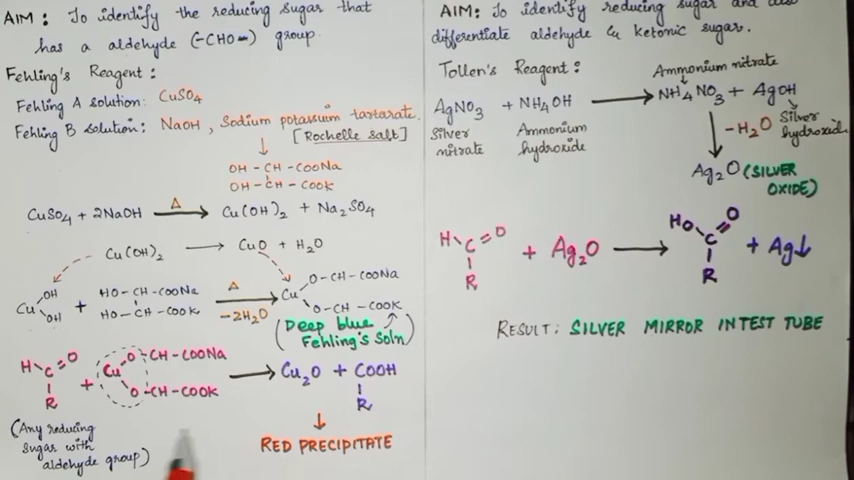 AIM: To identify the reducing sugar that
has a aldehyde (-CHO-) group.
Fehling's Reagent:
Fehling A solution: CuSO4
Fehling B solution: NaOH, Sodium potassium tartarate.
[Rochelle salt]
↓
OH - CH - COONa
OH - CH - COOK
CuSO4 + 2NaOH Δ→ Cu(OH)2 + Na2SO4
Cu(OH)2 → CuO + H2O
Cu OH OH + HO-CH-COONa HO-CH-COOK Δ→ -2H2O Cu O-CH-COONa O-CH-COOK
(Deep blue
Fehling's Soln)
H C=O R + Cu O-CH-COONa O-CH-COOK → Cu2O + COOH R
(Any reducing
sugar with
aldehyde group)
↓
RED PRECIPITATE
AIM: To identify reducing sugar and
differentiate aldehyde & ketonic sugar.
Tollen's Reagent:
Ammonium nitrate
AgNO3 + NH4OH → NH4NO3 + AgOH
Silver nitrate
Ammonium hydroxide
Silver hydroxide
↓ -H2O
Ag2O (SILVER
OXIDE)
H C=O R + Ag2O → HO C=O R + Ag↓
RESULT: SILVER MIRROR IN TEST TUBE